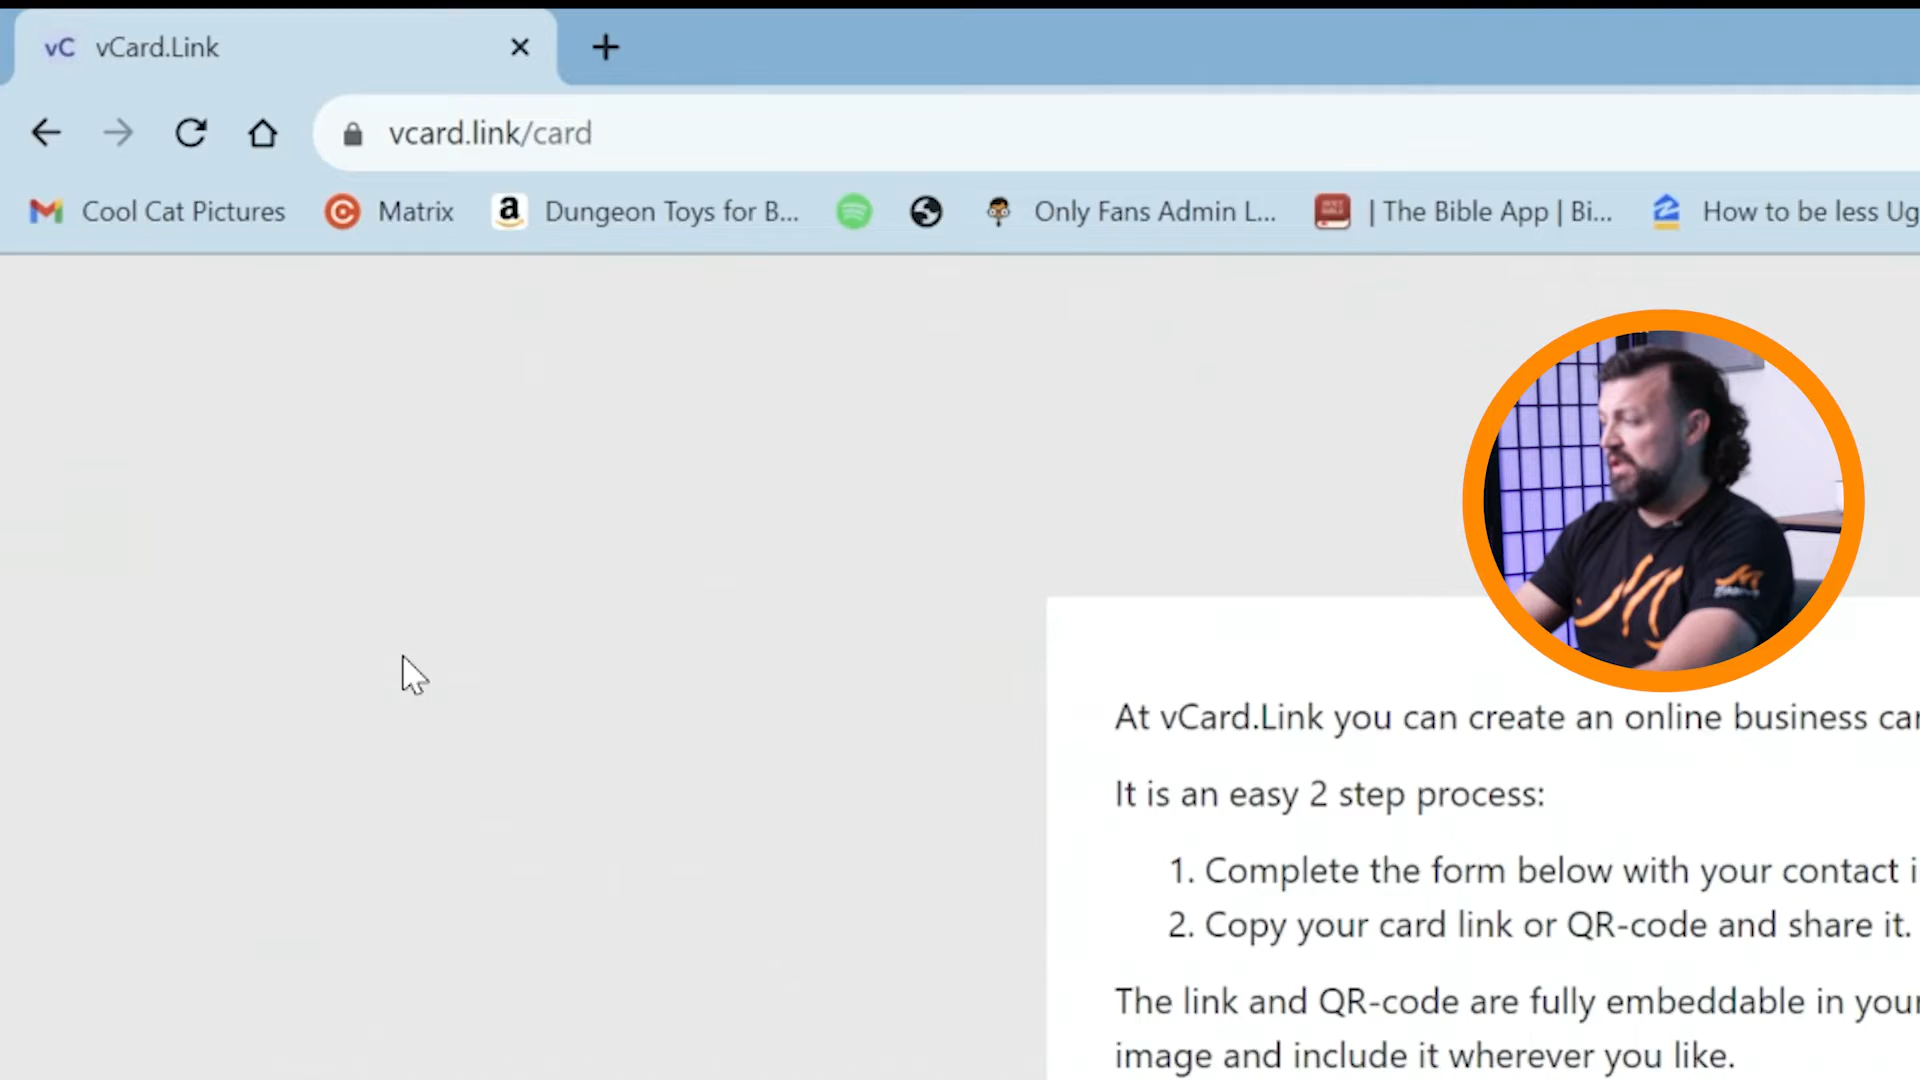 vC vCard.Link
vcard.link/card
Cool Cat Pictures Matrix Dungeon Toys for B... Only Fans Admin L... | The Bible App | Bi... How to be less Ug
At vCard.Link you can create an online business car
It is an easy 2 step process:
1. Complete the form below with your contact i
2. Copy your card link or QR-code and share it.
The link and QR-code are fully embeddable in your
image and include it wherever you like.